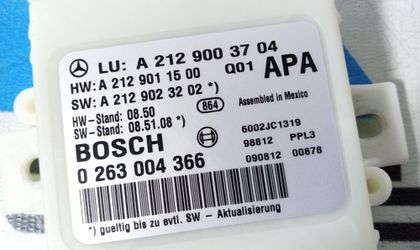 LU: A 212 900 37 04
HW: A 212 901 15 00 Q01 APA
SW: A 212 902 32 02 *)
HW-Stand: 08.50 864 Assembled in Mexico
SW-Stand: 08.51.08 *)
BOSCH 6002JC1319
0 263 004 366 98812 PPL3
090812 00878
*) gueltig bis zu evtl. SW - Aktualisierung